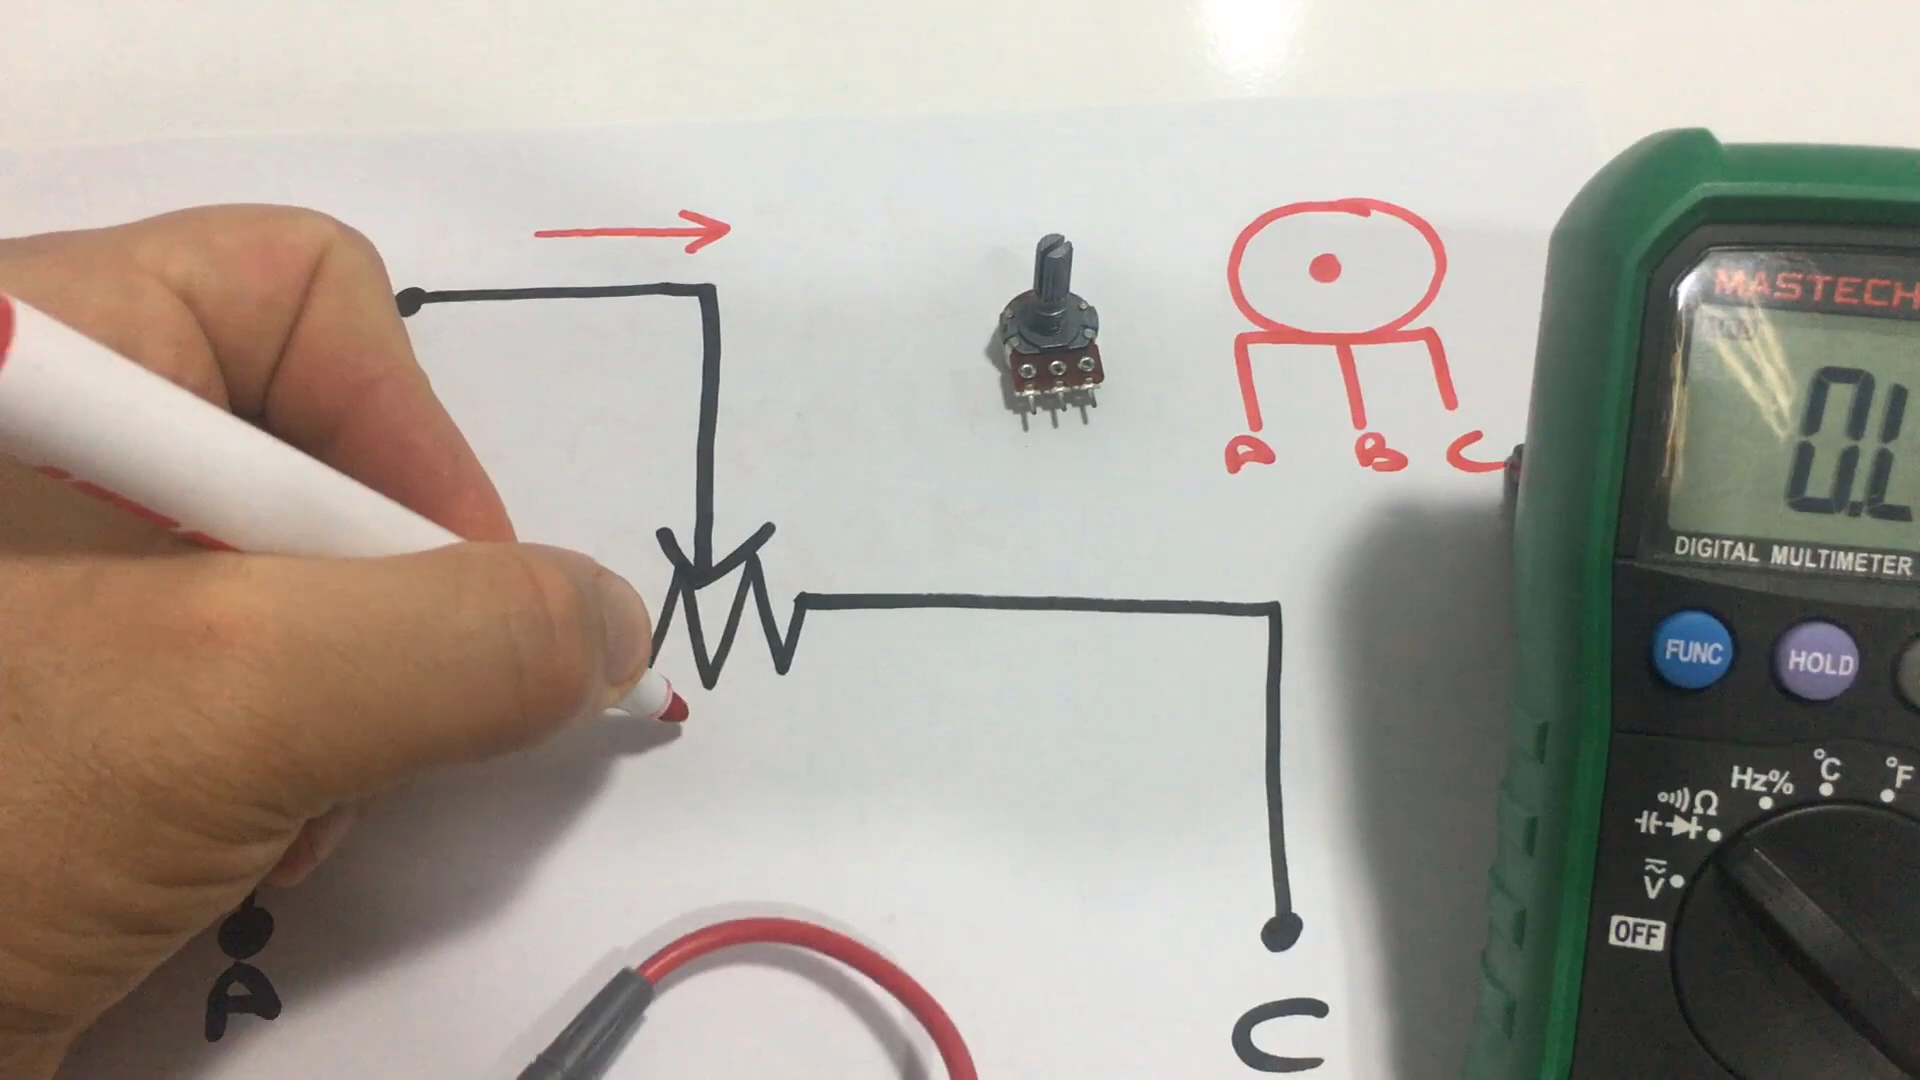 A B C
MASTECH
0.L
DIGITAL MULTIMETER
FUNC HOLD
Hz% °C °F
Ω
V
OFF
A
C